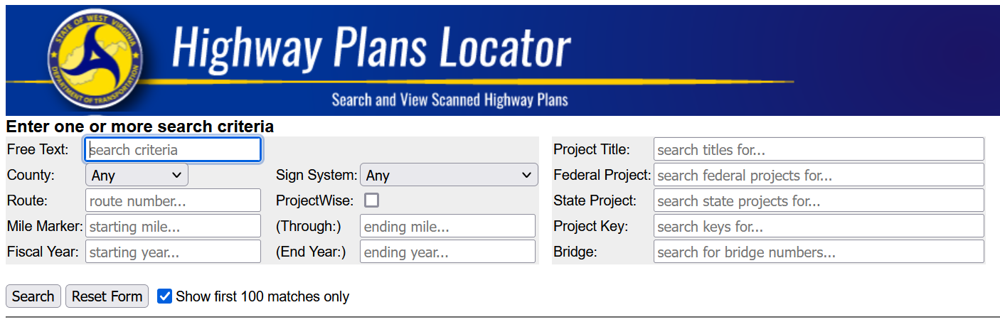 STATE OF WEST VIRGINIA
DEPARTMENT OF TRANSPORTATION
Highway Plans Locator
Search and View Scanned Highway Plans
Enter one or more search criteria
Free Text: search criteria
Project Title: search titles for...
County: Any Sign System: Any
Federal Project: search federal projects for...
Route: route number... ProjectWise:
State Project: search state projects for...
Mile Marker: starting mile... (Through:) ending mile...
Project Key: search keys for...
Fiscal Year: starting year... (End Year:) ending year...
Bridge: search for bridge numbers...
Search Reset Form Show first 100 matches only